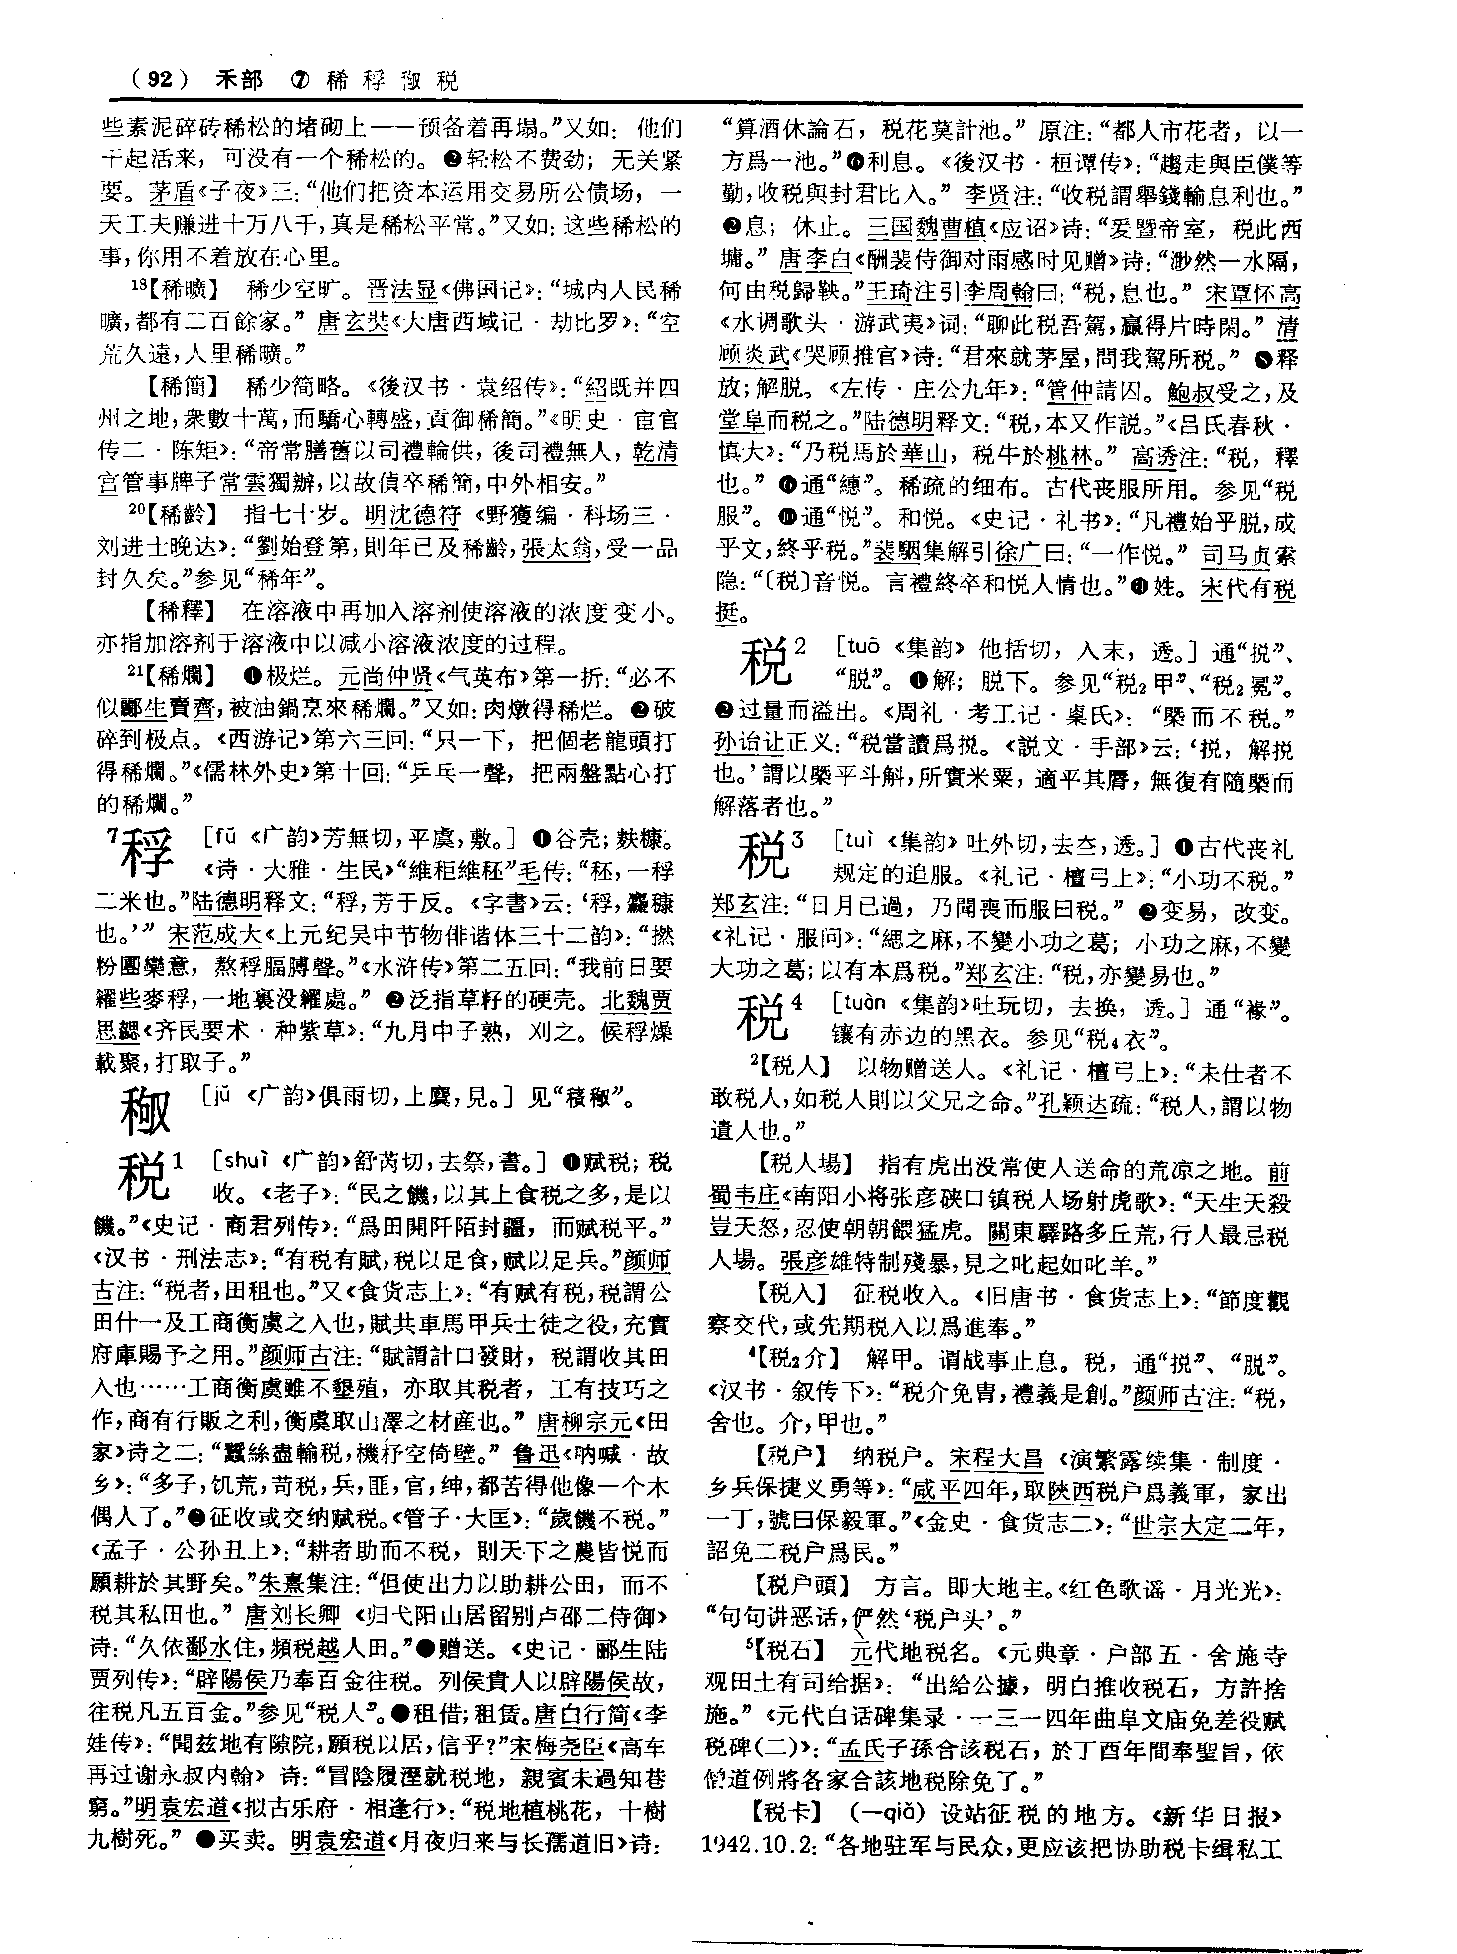 (92) 禾部 ⑦ 稀稃䅓税
些素泥碎砖稀松的堵砌上——预备着再塌。”又如：他们
干起活来，可没有一个稀松的。❷轻松不费劲；无关紧
要。茅盾《子夜》三：“他们把资本运用交易所公债场，一
天工夫赚进十万八千，真是稀松平常。”又如：这些稀松的
事，你用不着放在心里。
¹⁸【稀曠】 稀少空旷。晋法显《佛国记》：“城内人民稀
曠，都有二百餘家。”唐玄奘《大唐西域记·劫比罗》：“空
荒久遠，人里稀曠。”
【稀簡】 稀少简略。《後汉书·袁绍传》：“紹既并四
州之地，衆數十萬，而驕心轉盛，貢御稀簡。”《明史·宦官
传二·陈矩》：“帝常膳舊以司禮輪供，後司禮無人，乾清
宫管事牌子常雲獨辦，以故偵卒稀簡，中外相安。”
²⁰【稀齡】 指七十岁。明沈德符《野獲编·科场三·
刘进士晚达》：“劉始登第，則年已及稀齡，張太翁，受一品
封久矣。”参见“稀年”。
【稀釋】 在溶液中再加入溶剂使溶液的浓度变小。
亦指加溶剂于溶液中以减小溶液浓度的过程。
²¹【稀爛】 ❶极烂。元尚仲贤《气英布》第一折：“必不
似酈生賣齊，被油鍋烹來稀爛。”又如：肉燉得稀烂。❷破
碎到极点。《西游记》第六三回：“只一下，把個老龍頭打
得稀爛。”《儒林外史》第十回：“乒乓一聲，把兩盤點心打
的稀爛。”
⁷稃 [fū 《广韵》芳無切，平虞，敷。] ❶谷壳；麸糠。
《诗·大雅·生民》“維秬維秠”毛传：“秠，一稃
二米也。”陆德明释文：“稃，芳于反。《字書》云：‘稃，麤糠
也。’” 宋范成大《上元纪吴中节物俳谐体三十二韵》：“撚
粉團欒意，熬稃腷膊聲。”《水浒传》第二五回：“我前日要
糴些麥稃，一地裏没糴處。” ❷泛指草籽的硬壳。北魏贾
思勰《齐民要术·种紫草》：“九月中子熟，刈之。候稃燥
載聚，打取子。”
䅓 [jǔ 《广韵》俱雨切，上麌，見。] 见“䅩䅓”。
税1 [shuì 《广韵》舒芮切，去祭，書。] ❶赋税；税
收。《老子》：“民之饑，以其上食税之多，是以
饑。”《史记·商君列传》：“爲田開阡陌封疆，而赋税平。”
《汉书·刑法志》：“有税有賦，税以足食，賦以足兵。”颜师
古注：“税者，田租也。”又《食货志上》：“有赋有税，税謂公
田什一及工商衡虞之入也，賦共車馬甲兵士徒之役，充實
府庫賜予之用。”颜师古注：“賦謂計口發財，税謂收其田
入也……工商衡虞雖不墾殖，亦取其税者，工有技巧之
作，商有行販之利，衡虞取山澤之材産也。” 唐柳宗元《田
家》诗之二：“蠶絲盡輸税，機杼空倚壁。” 鲁迅《呐喊·故
乡》：“多子，饥荒，苛税，兵，匪，官，绅，都苦得他像一个木
偶人了。”❷征收或交纳赋税。《管子·大匡》：“歲饑不税。”
《孟子·公孙丑上》：“耕者助而不税，則天下之農皆悦而
願耕於其野矣。”朱熹集注：“但使出力以助耕公田，而不
税其私田也。” 唐刘长卿《归弋阳山居留别卢邵二侍御》
诗：“久依鄱水住，頻税越人田。”●赠送。《史记·郦生陆
贾列传》：“辟陽侯乃奉百金往税。列侯貴人以辟陽侯故，
往税凡五百金。”参见“税人”。●租借；租赁。唐白行简《李
娃传》：“聞兹地有隙院，願税以居，信乎？”宋梅尧臣《高车
再过谢永叔内翰》 诗：“冒陰履溼就税地，親賓未過知巷
窮。”明袁宏道《拟古乐府·相逢行》：“税地植桃花，十樹
九樹死。” ●买卖。明袁宏道《月夜归来与长孺道旧》诗：
“算酒休論石，税花莫計池。” 原注：“都人市花者，以一
方爲一池。”❻利息。《後汉书·桓谭传》：“趨走與臣僕等
勤，收税與封君比入。” 李贤注：“收税謂舉錢輸息利也。”
❼息；休止。三国魏曹植《应诏》诗：“爰暨帝室，税此西
墉。” 唐李白《酬裴侍御对雨感时见赠》诗：“渺然一水隔，
何由税歸鞅。”王琦注引李周翰曰：“税，息也。” 宋覃怀高
《水调歌头·游武夷》词：“聊此税吾駕，贏得片時閑。” 清
顾炎武《哭顾推官》诗：“君來就茅屋，問我駕所税。” ❽释
放；解脱。《左传·庄公九年》：“管仲請囚。鮑叔受之，及
堂阜而税之。”陆德明释文：“税，本又作説。”《吕氏春秋·
慎大》：“乃税馬於華山，税牛於桃林。” 高诱注：“税，釋
也。” ❾通“繐”。稀疏的细布。古代丧服所用。参见“税
服”。❿通“悦”。和悦。《史记·礼书》：“凡禮始乎脱，成
乎文，終乎税。”裴駰集解引徐广曰：“一作悦。” 司马贞索
隐：“〔税〕音悦。言禮終卒和悦人情也。”⓫姓。宋代有税
挺。
税2 [tuō 《集韵》他括切，入末，透。] 通“捝”、
“脱”。❶解；脱下。参见“税₂甲”、“税₂冕”。
❷过量而溢出。《周礼·考工记·㮚氏》：“槩而不税。”
孙诒让正义：“税當讀爲捝。《説文·手部》云：‘捝，解捝
也。’謂以槩平斗斛，所實米粟，適平其脣，無復有隨槩而
解落者也。”
税3 [tuì 《集韵》吐外切，去夳，透。] ❶古代丧礼
规定的追服。《礼记·檀弓上》：“小功不税。”
郑玄注：“日月已過，乃聞喪而服曰税。” ❷变易，改变。
《礼记·服问》：“緦之麻，不變小功之葛；小功之麻，不變
大功之葛；以有本爲税。”郑玄注：“税，亦變易也。”
税4 [tuàn 《集韵》吐玩切，去换，透。] 通“褖”。
镶有赤边的黑衣。参见“税₄衣”。
²【税人】 以物赠送人。《礼记·檀弓上》：“未仕者不
敢税人，如税人則以父兄之命。”孔颖达疏：“税人，謂以物
遺人也。”
【税人場】 指有虎出没常使人送命的荒凉之地。前
蜀韦庄《南阳小将张彦硖口镇税人场射虎歌》：“天生天殺
豈天怒，忍使朝朝餵猛虎。關東驛路多丘荒，行人最忌税
人場。張彦雄特制殘暴，見之叱起如叱羊。”
【税入】 征税收入。《旧唐书·食货志上》：“節度觀
察交代，或先期税入以爲進奉。”
⁴【税₂介】 解甲。谓战事止息。税，通“捝”、“脱”。
《汉书·叙传下》：“税介免胄，禮義是創。”颜师古注：“税，
舍也。介，甲也。”
【税户】 纳税户。宋程大昌《演繁露续集·制度·
乡兵保捷义勇等》：“咸平四年，取陝西税户爲義軍，家出
一丁，號曰保毅軍。”《金史·食货志二》：“世宗大定二年，
詔免二税户爲民。”
【税户頭】 方言。即大地主。《红色歌谣·月光光》：
“句句讲恶话，俨然‘税户头’。”
⁵【税石】 元代地税名。《元典章·户部五·舍施寺
观田土有司给据》：“出給公據，明白推收税石，方許捨
施。”《元代白话碑集录·一三一四年曲阜文庙免差役赋
税碑（二）》：“孟氏子孫合該税石，於丁酉年間奉聖旨，依
僧道例將各家合該地税除免了。”
【税卡】 （—qiǎ）设站征税的地方。《新华日报》
1942.10.2：“各地驻军与民众，更应该把协助税卡缉私工